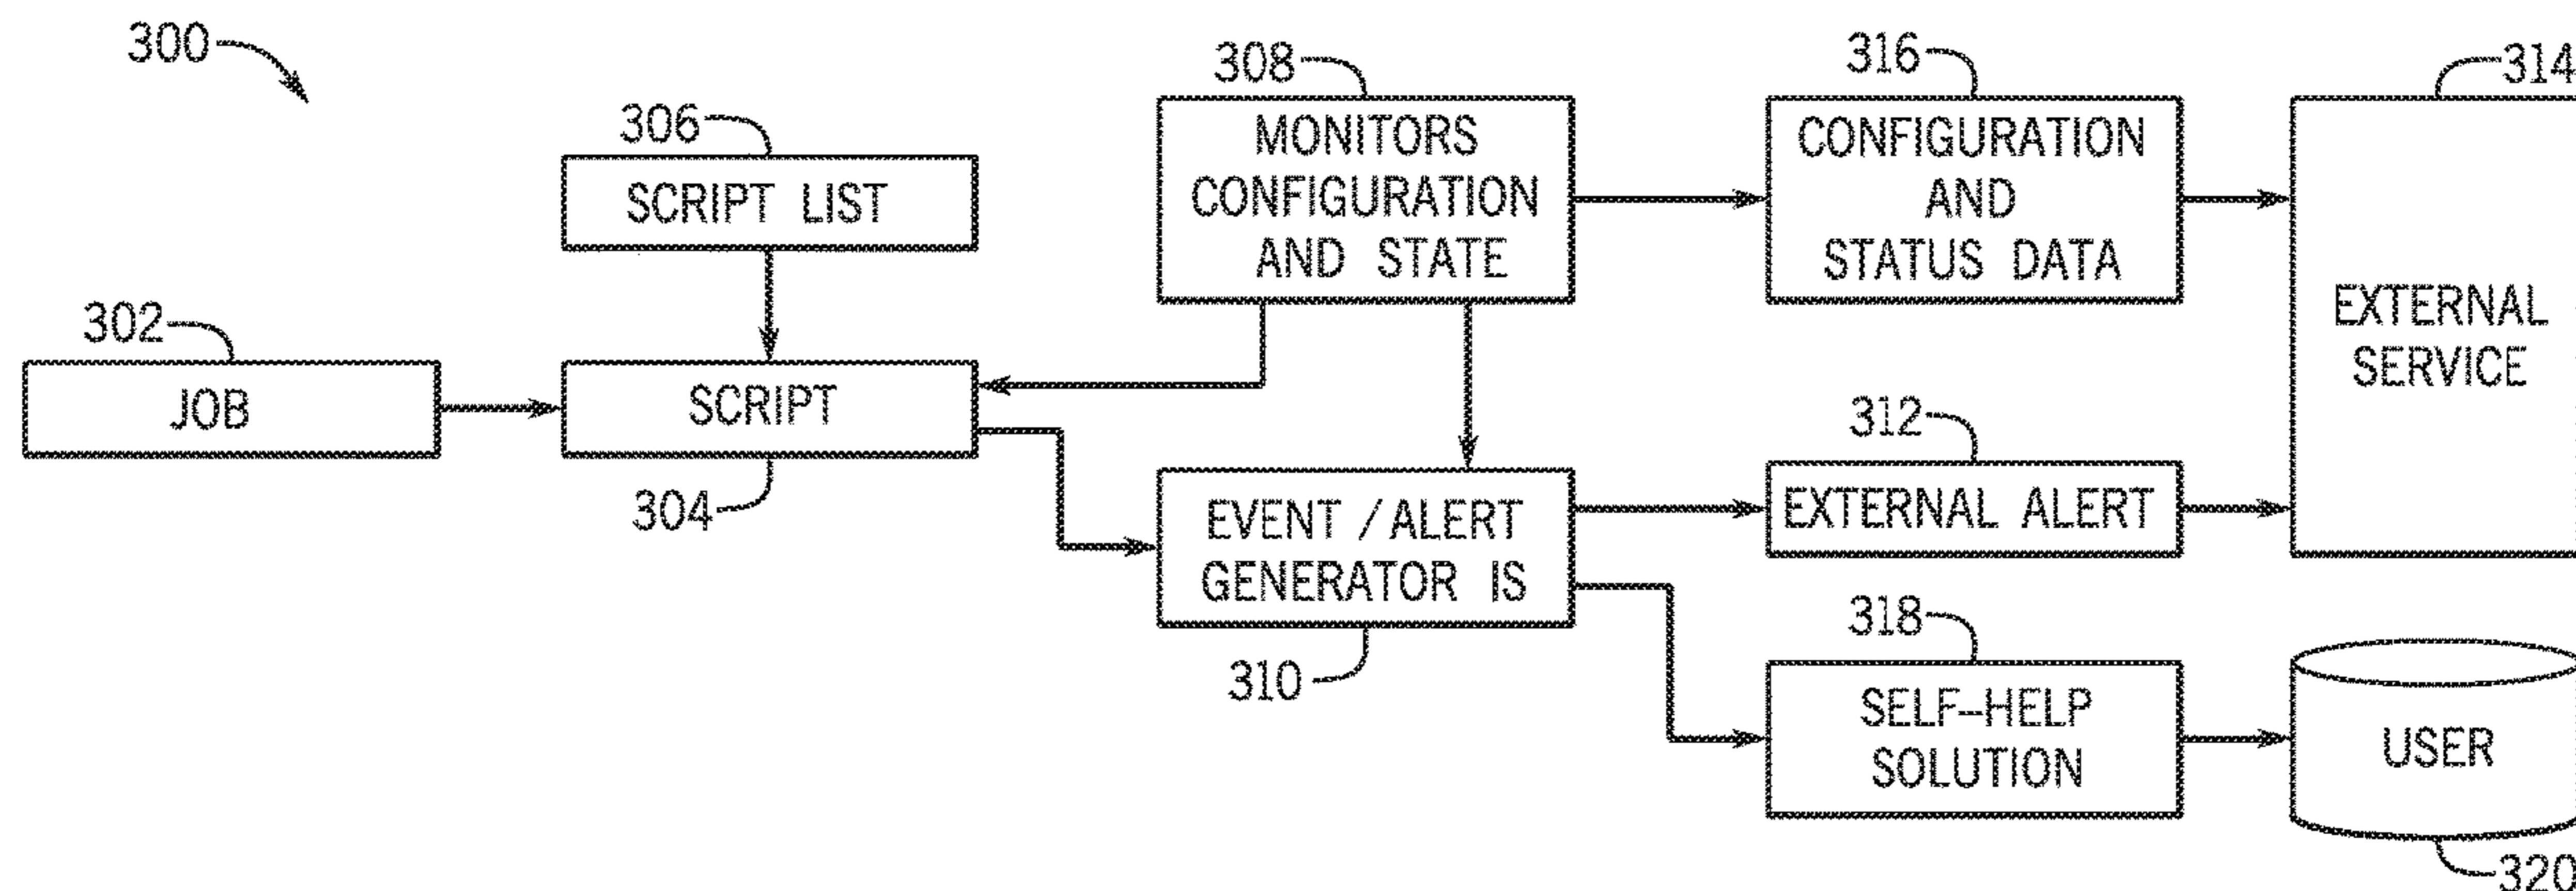 300
308
316
314
306
MONITORS
CONFIGURATION
AND STATE
CONFIGURATION
AND
STATUS DATA
SCRIPT LIST
EXTERNAL
SERVICE
302
JOB
SCRIPT
304
312
EVENT / ALERT
GENERATOR IS
EXTERNAL ALERT
310
318
SELF-HELP
SOLUTION
USER
320